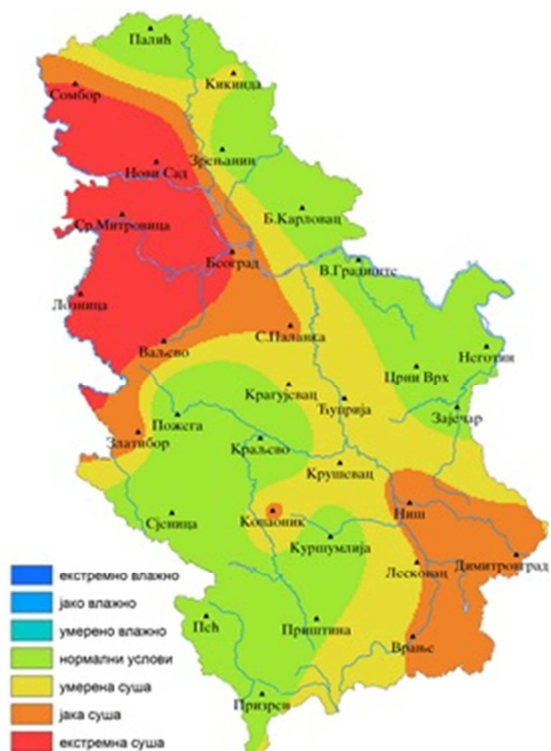 Палић
Кикинда
Сомбор
Зрењанин
Нови Сад
Б.Карловац
Ср.Митровица
Београд
В.Градиште
Лозница
С.Паланка
Ваљево
Неготин
Црни Врх
Крагујевац
Ћуприја
Зајечар
Пожега
Златибор
Краљево
Крушевац
Ниш
Копаоник
Сјеница
Куршумлија
Димитровград
Лесковац
екстремно влажно
јако влажно
Пећ
умерено влажно
Приштина
Врање
нормални услови
умерена суша
Призрен
јака суша
екстремна суша